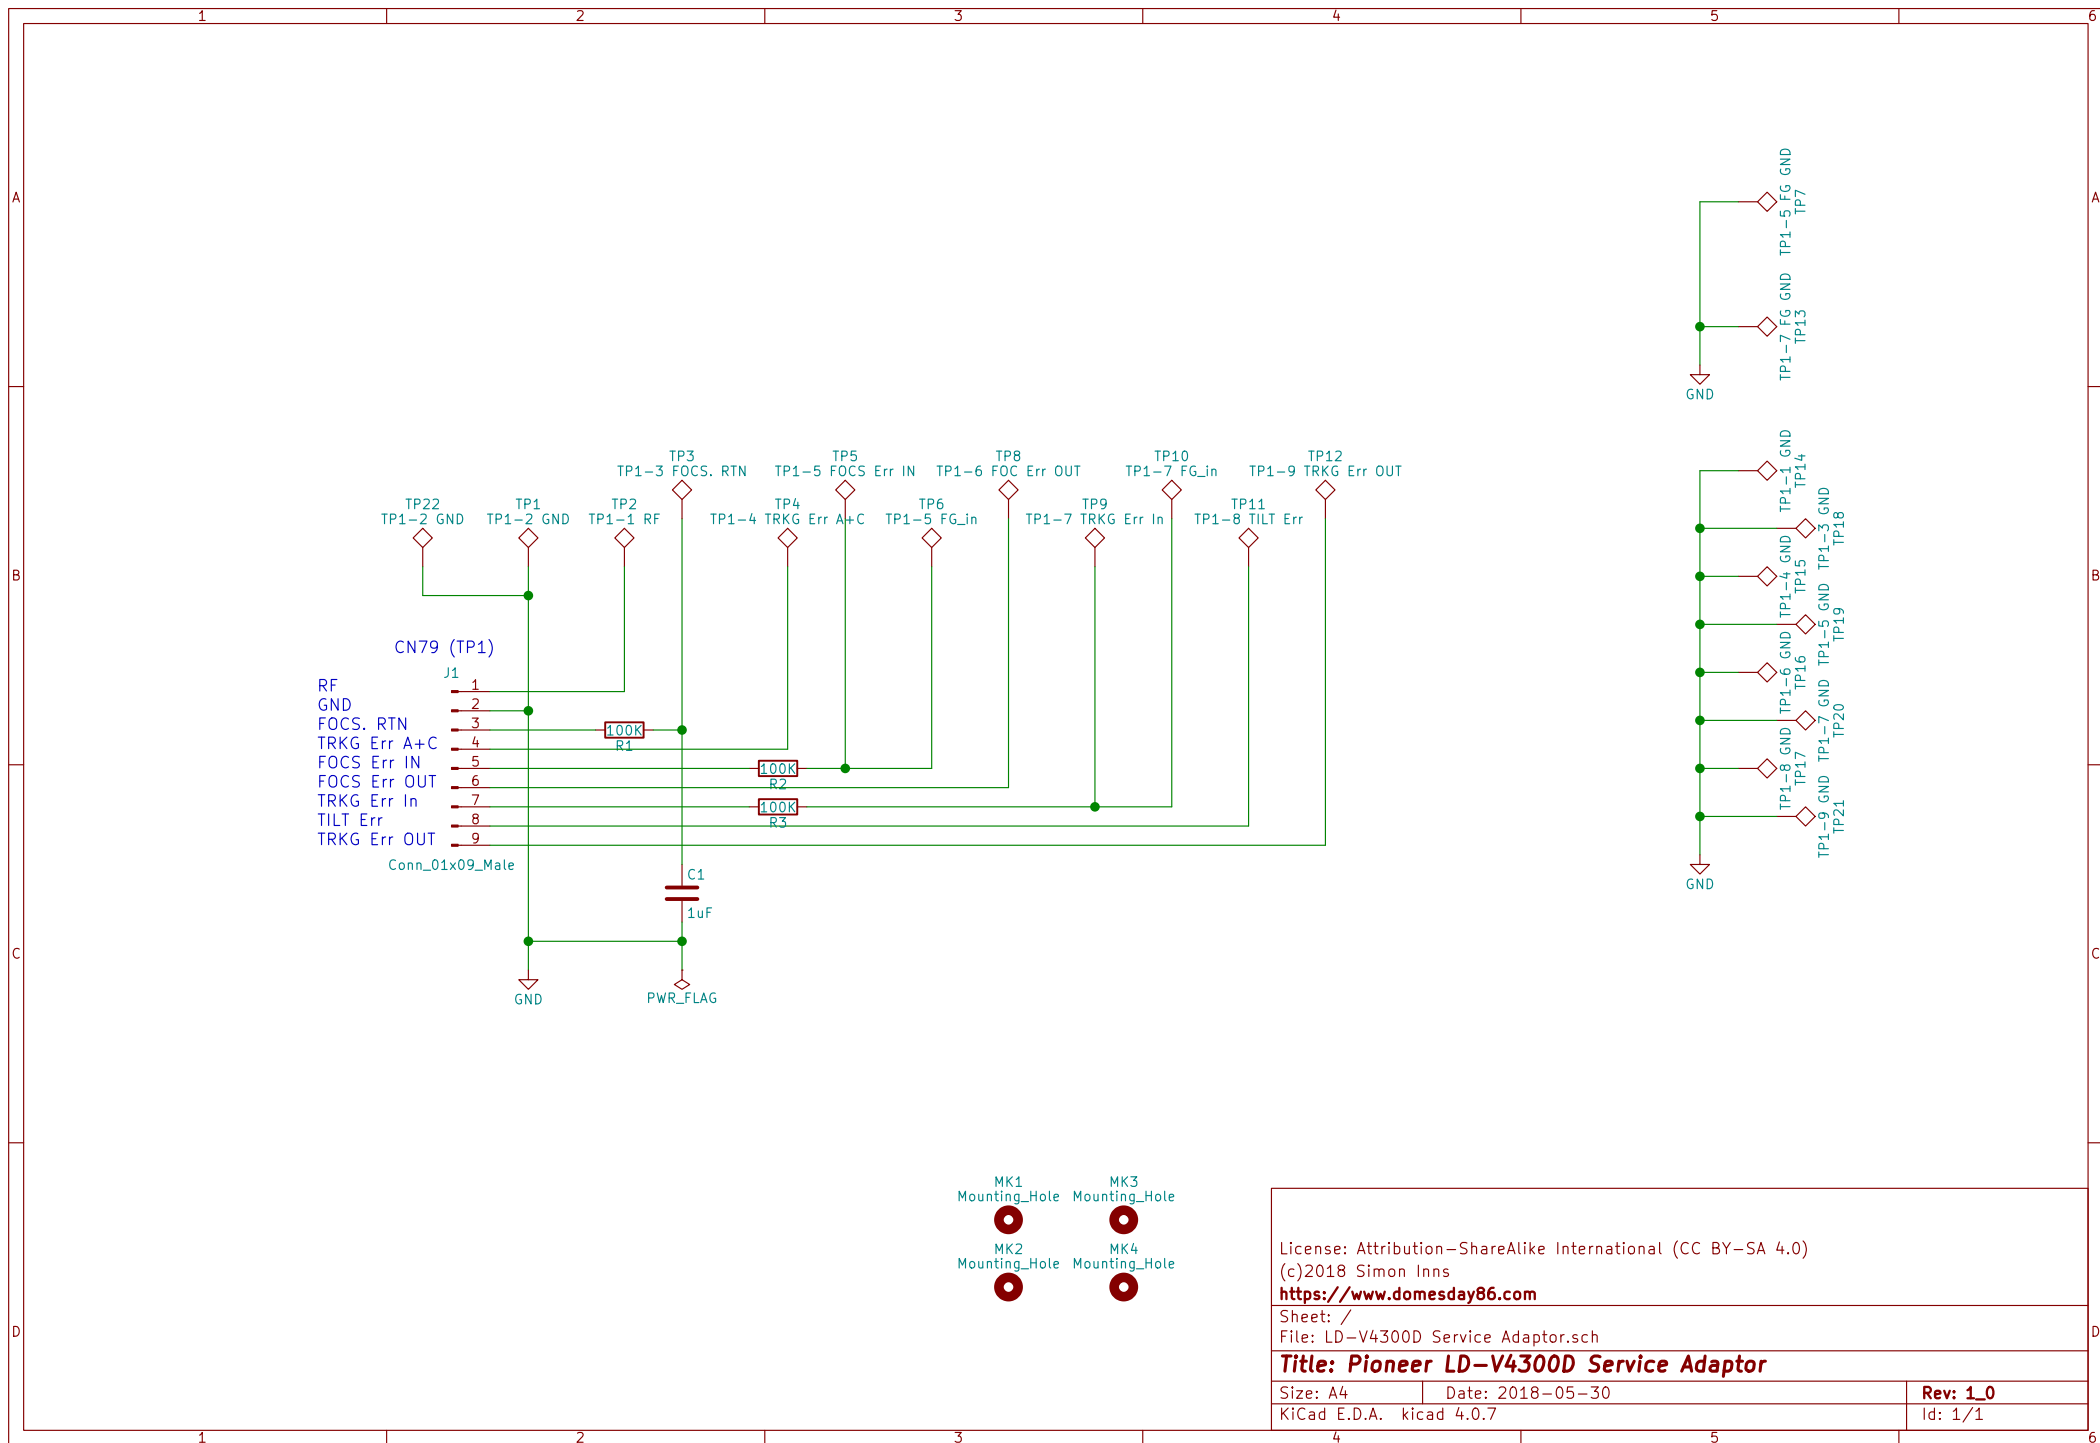 1 2 3 4 5 6
A A
TP1-5 FG GND
TP7
TP1-7 FG GND
TP13
GND
TP3
TP1-3 FOCS. RTN
TP5
TP1-5 FOCS Err IN
TP8
TP1-6 FOC Err OUT
TP10
TP1-7 FG_in
TP12
TP1-9 TRKG Err OUT
TP22
TP1-2 GND
TP1
TP1-2 GND
TP2
TP1-1 RF
TP4
TP1-4 TRKG Err A+C
TP6
TP1-5 FG_in
TP9
TP1-7 TRKG Err In
TP11
TP1-8 TILT Err
B B
TP1-1 GND
TP14
TP1-3 GND
TP18
TP1-4 GND
TP15
TP1-5 GND
TP19
TP1-6 GND
TP16
TP1-7 GND
TP20
TP1-8 GND
TP17
TP1-9 GND
TP21
GND
CN79 (TP1)
J1
RF 1
GND 2
FOCS. RTN 3
100K
R1
TRKG Err A+C 4
FOCS Err IN 5
100K
R2
FOCS Err OUT 6
TRKG Err In 7
100K
R3
TILT Err 8
TRKG Err OUT 9
Conn_01x09_Male
C1
1uF
C C
GND
PWR_FLAG
MK1
Mounting_Hole
MK3
Mounting_Hole
MK2
Mounting_Hole
MK4
Mounting_Hole
License: Attribution-ShareAlike International (CC BY-SA 4.0)
(c)2018 Simon Inns
https://www.domesday86.com
Sheet: /
File: LD-V4300D Service Adaptor.sch
D D
Title: Pioneer LD-V4300D Service Adaptor
Size: A4 Date: 2018-05-30 Rev: 1_0
KiCad E.D.A. kicad 4.0.7 Id: 1/1
1 2 3 4 5 6